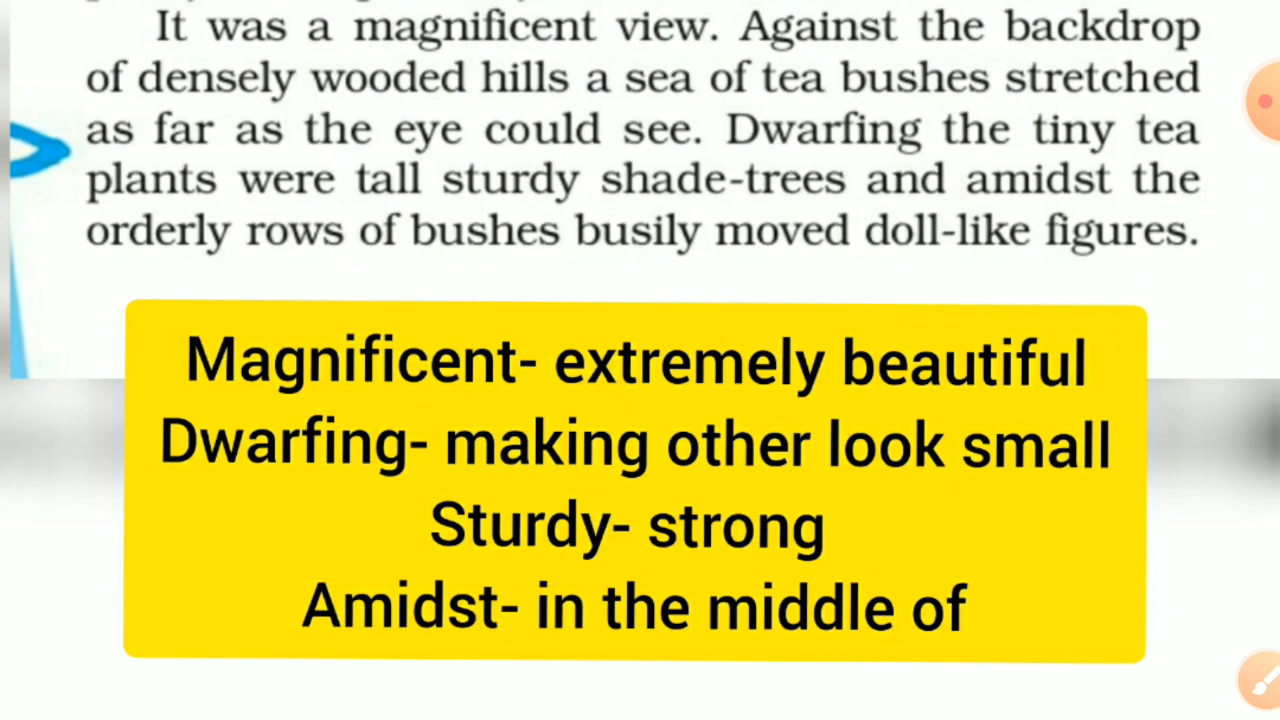 It was a magnificent view. Against the backdrop
of densely wooded hills a sea of tea bushes stretched
as far as the eye could see. Dwarfing the tiny tea
plants were tall sturdy shade-trees and amidst the
orderly rows of bushes busily moved doll-like figures.
Magnificent- extremely beautiful
Dwarfing- making other look small
Sturdy- strong
Amidst- in the middle of